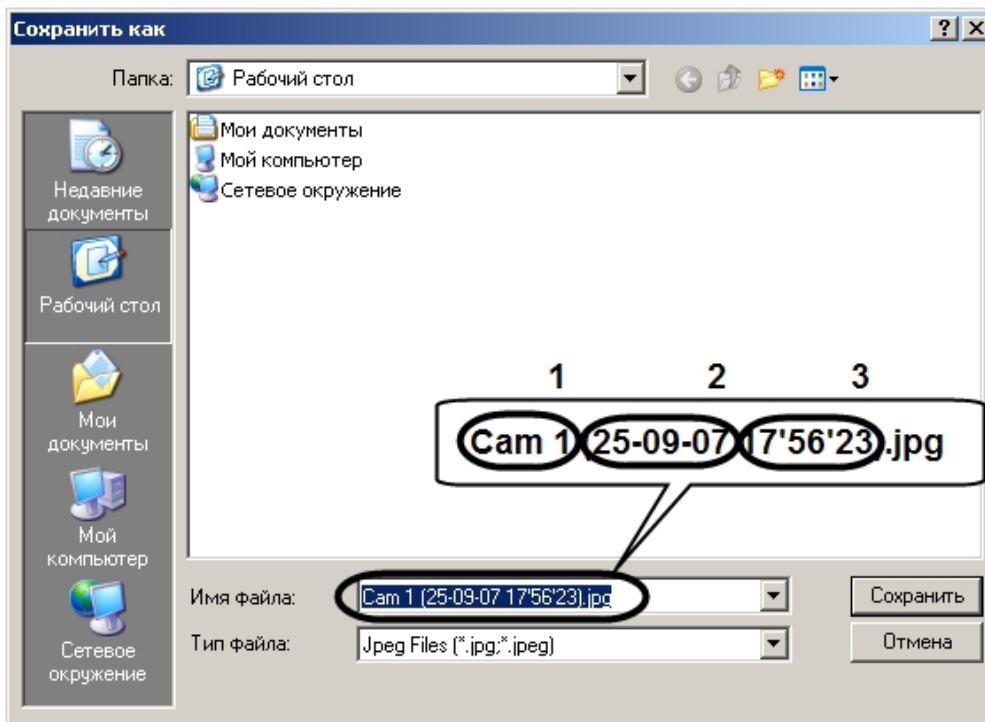 Сохранить как
Папка:
Рабочий стол
Недавние
документы
Рабочий стол
Мои
документы
Мой
компьютер
Сетевое
окружение
Мои документы
Мой компьютер
Сетевое окружение
1 2 3
Cam 1 (25-09-07 17'56'23).jpg
Имя файла:
Cam 1 (25-09-07 17'56'23).jpg
Сохранить
Тип файла:
Jpeg Files (*.jpg;*.jpeg)
Отмена